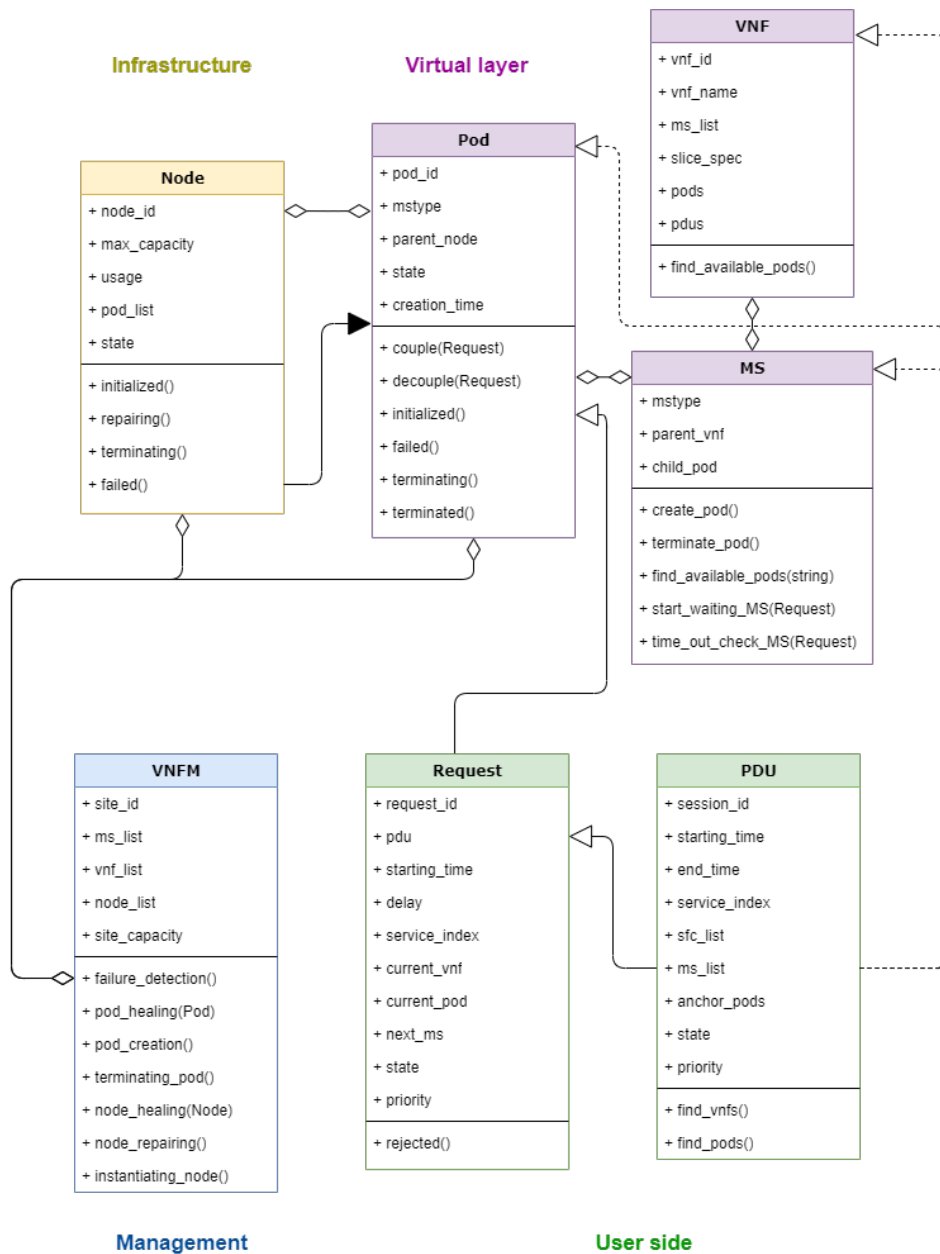 Infrastructure
Virtual layer
VNF
+ vnf_id
+ vnf_name
+ ms_list
+ slice_spec
+ pods
+ pdus
+ find_available_pods()
Pod
+ pod_id
+ mstype
+ parent_node
+ state
+ creation_time
+ couple(Request)
+ decouple(Request)
+ initialized()
+ failed()
+ terminating()
+ terminated()
Node
+ node_id
+ max_capacity
+ usage
+ pod_list
+ state
+ initialized()
+ repairing()
+ terminating()
+ failed()
MS
+ mstype
+ parent_vnf
+ child_pod
+ create_pod()
+ terminate_pod()
+ find_available_pods(string)
+ start_waiting_MS(Request)
+ time_out_check_MS(Request)
VNFM
+ site_id
+ ms_list
+ vnf_list
+ node_list
+ site_capacity
+ failure_detection()
+ pod_healing(Pod)
+ pod_creation()
+ terminating_pod()
+ node_healing(Node)
+ node_repairing()
+ instantiating_node()
Request
+ request_id
+ pdu
+ starting_time
+ delay
+ service_index
+ current_vnf
+ current_pod
+ next_ms
+ state
+ priority
+ rejected()
PDU
+ session_id
+ starting_time
+ end_time
+ service_index
+ sfc_list
+ ms_list
+ anchor_pods
+ state
+ priority
+ find_vnfs()
+ find_pods()
Management
User side